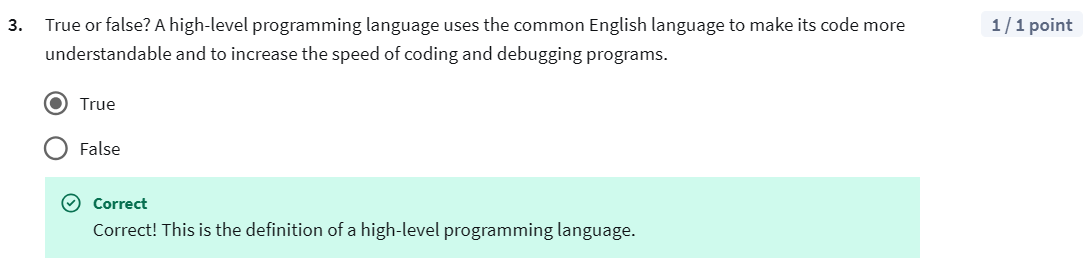 3. True or false? A high-level programming language uses the common English language to make its code more 1 / 1 point
understandable and to increase the speed of coding and debugging programs.
True
False
Correct
Correct! This is the definition of a high-level programming language.